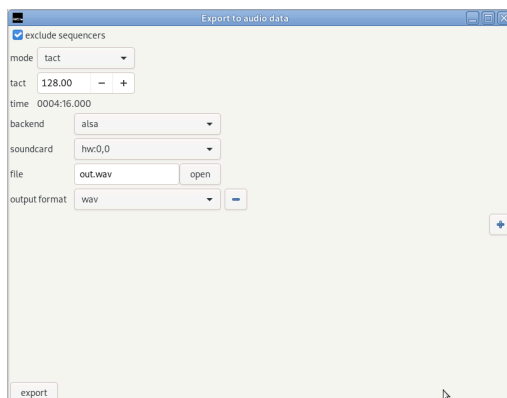 Export to audio data
exclude sequencers
mode tact
tact 128.00 − +
time 0004:16.000
backend alsa
soundcard hw:0,0
file out.wav open
output format wav
export